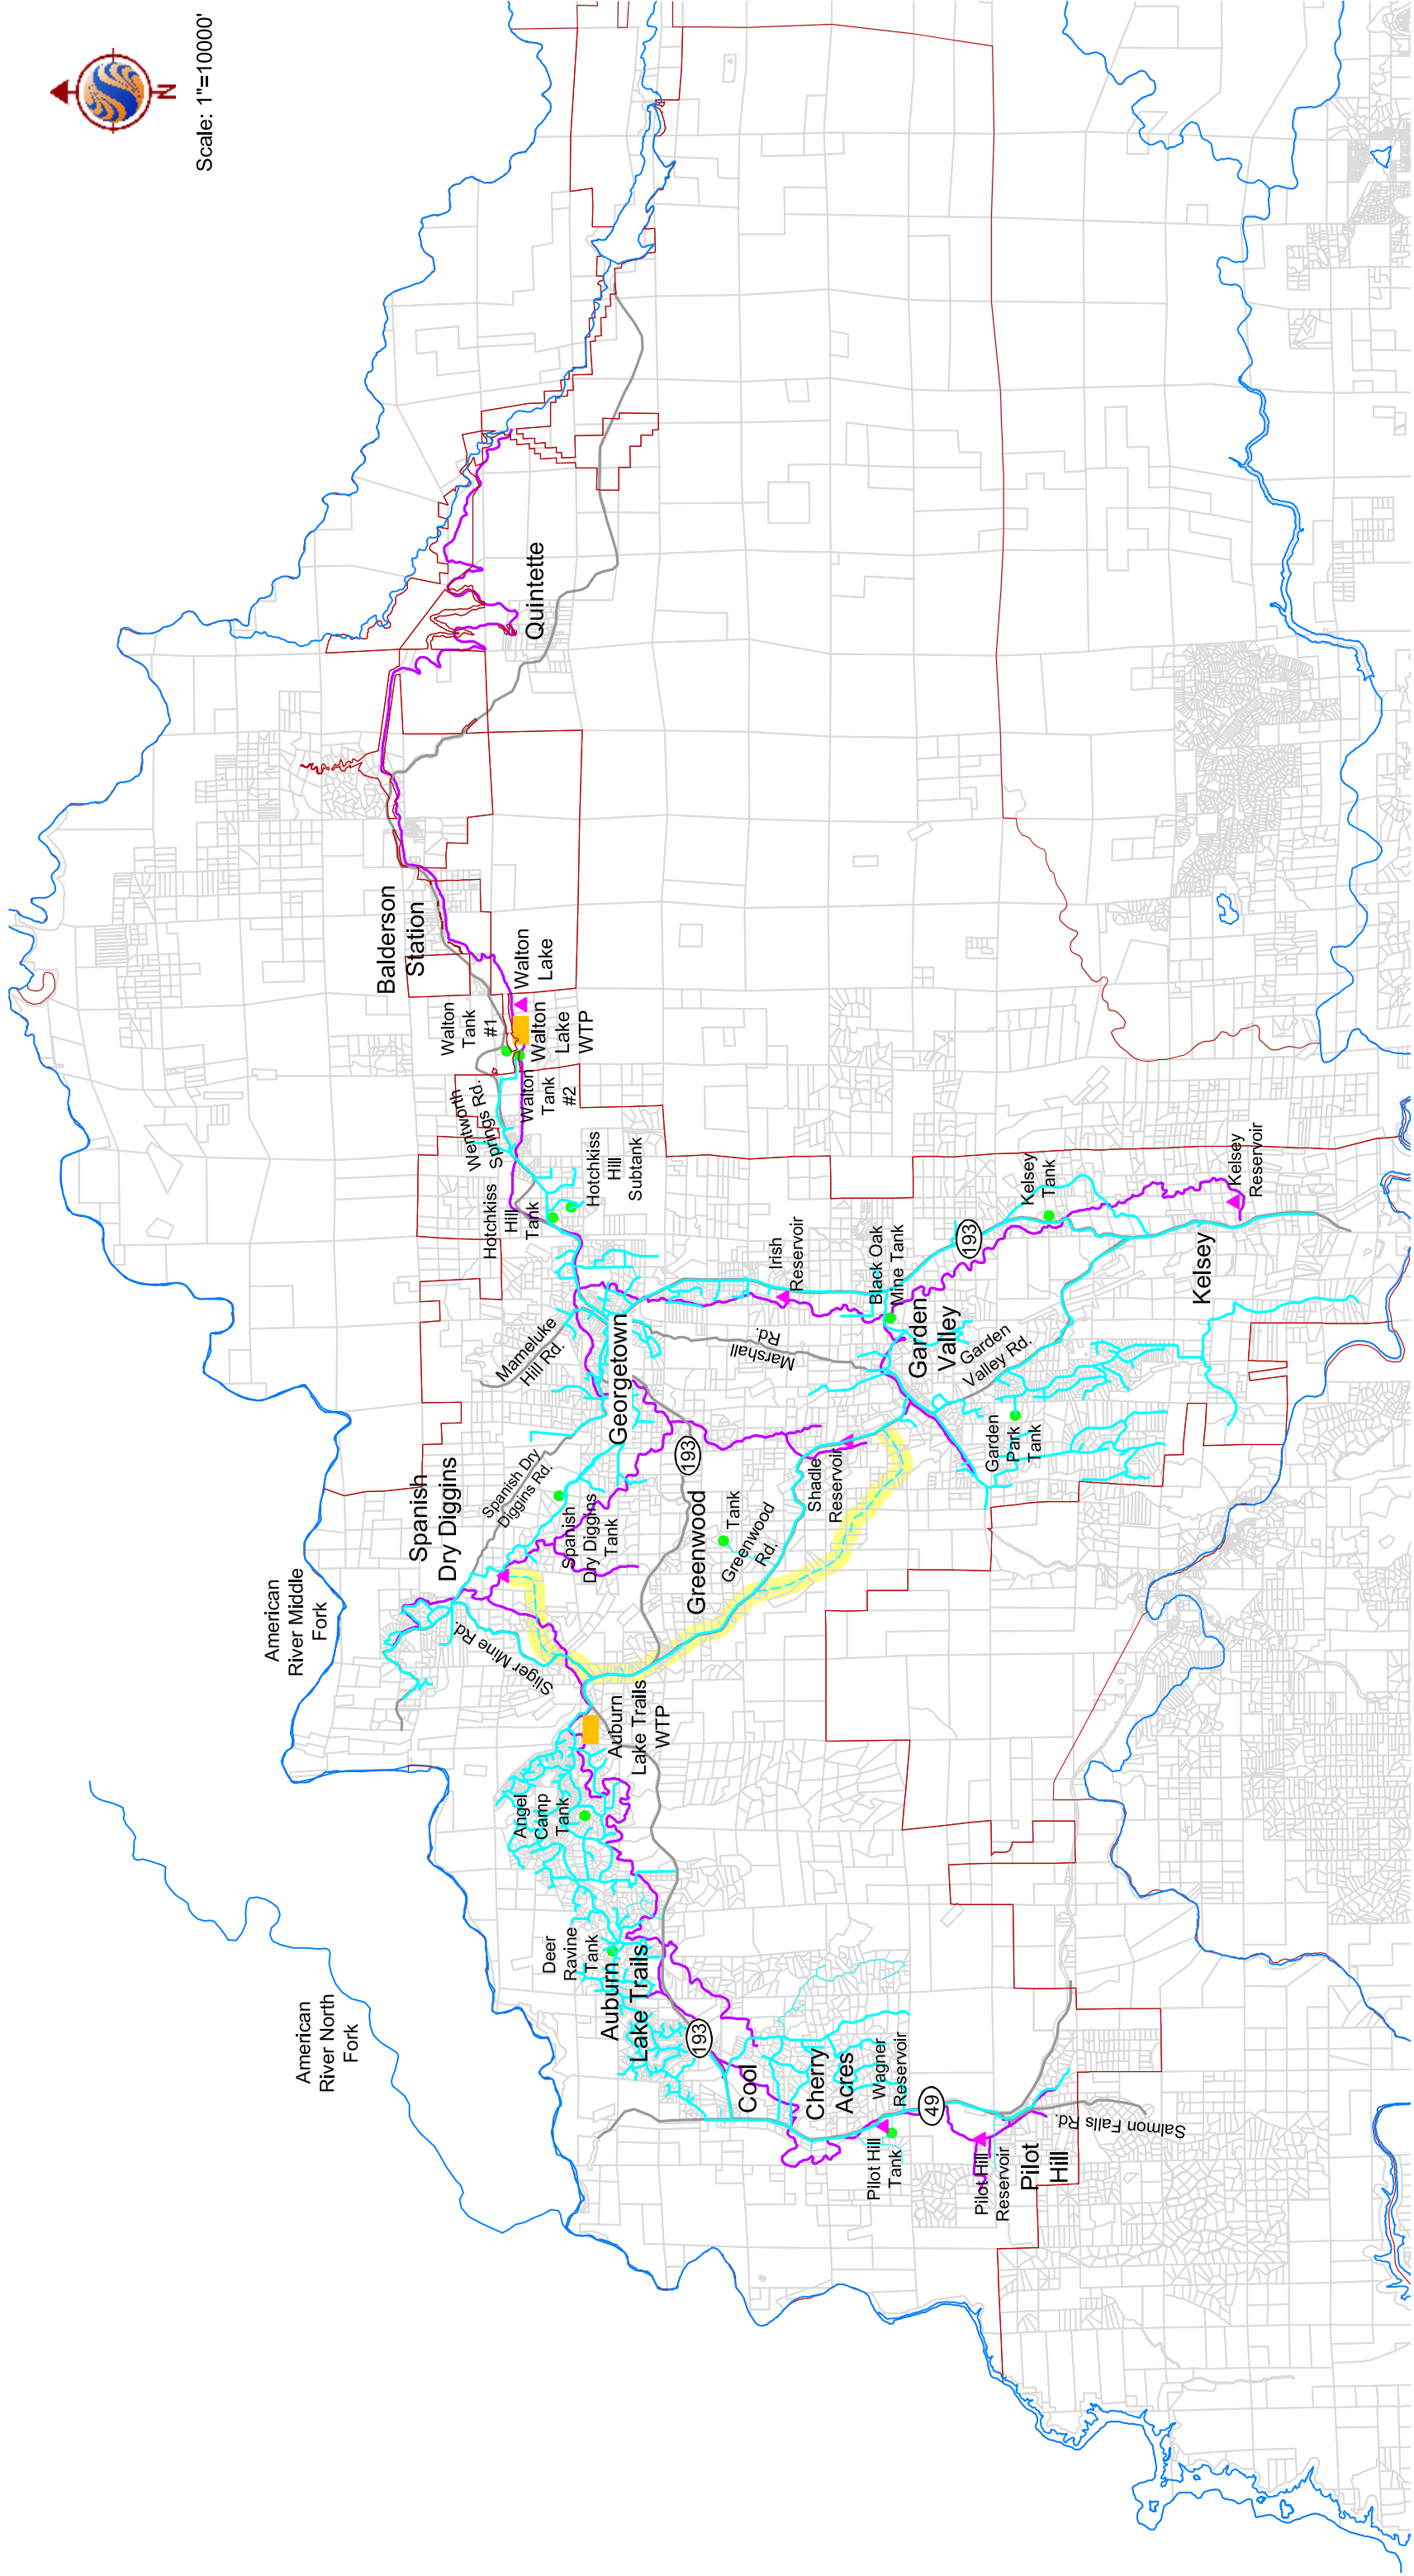 N
Scale: 1"=10000'
Quintette
Balderson
Station
Walton
Lake
Walton
Tank
#1
Walton
Lake
WTP
Walton
Tank
#2
Wentworth
Springs Rd.
Hotchkiss
Hill
Subtank
Hotchkiss
Hill
Tank
Kelsey
Reservoir
Kelsey
Tank
193
Kelsey
Irish
Reservoir
Black Oak
Mine Tank
Garden
Valley
Garden
Valley Rd.
Marshall
Rd.
Georgetown
Mameluke
Hill Rd.
Garden
Park
Tank
193
Shadle
Reservoir
Spanish
Dry Diggins
Spanish Dry
Diggins Rd.
Spanish
Dry Diggins
Tank
Tank
Greenwood
Greenwood
Rd.
American
River Middle
Fork
Sliger Mine Rd.
Auburn
Lake Trails
WTP
Angel
Camp
Tank
Deer
Ravine
Tank
Auburn
Lake Trails
American
River North
Fork
193
Cool
Cherry
Acres
Wagner
Reservoir
49
Pilot Hill
Tank
Pilot Hill
Reservoir
Pilot
Hill
Salmon Falls Rd.